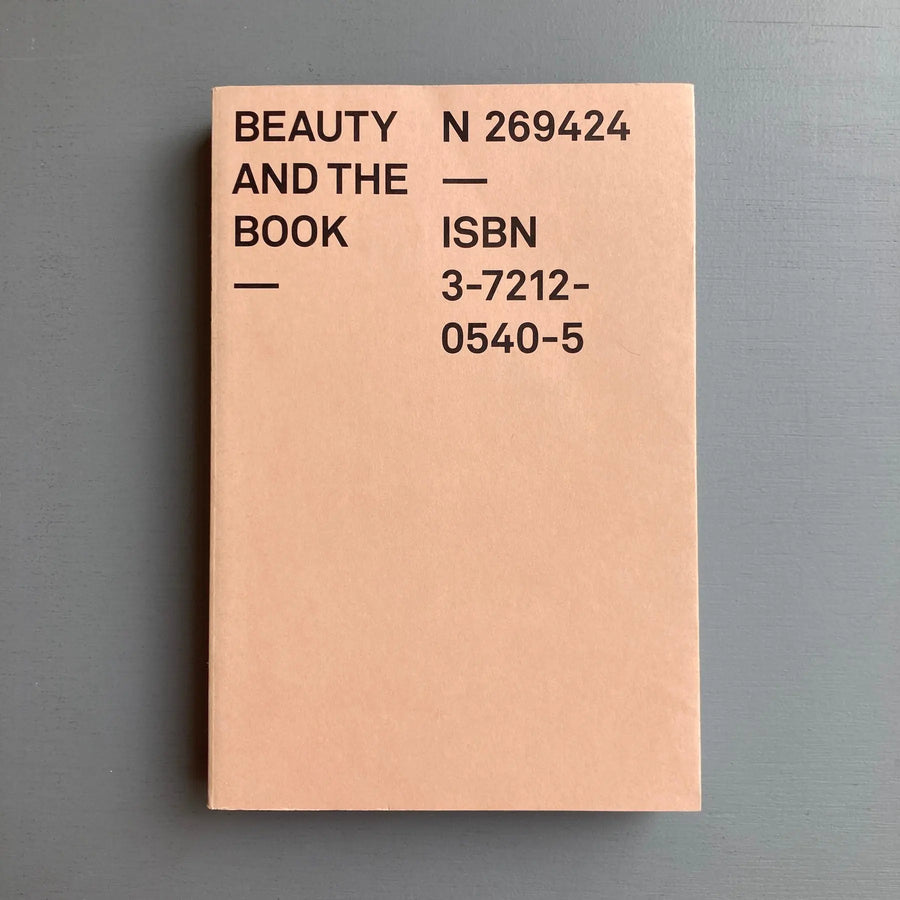 BEAUTY
AND THE
BOOK
—
N 269424
—
ISBN
3-7212-
0540-5